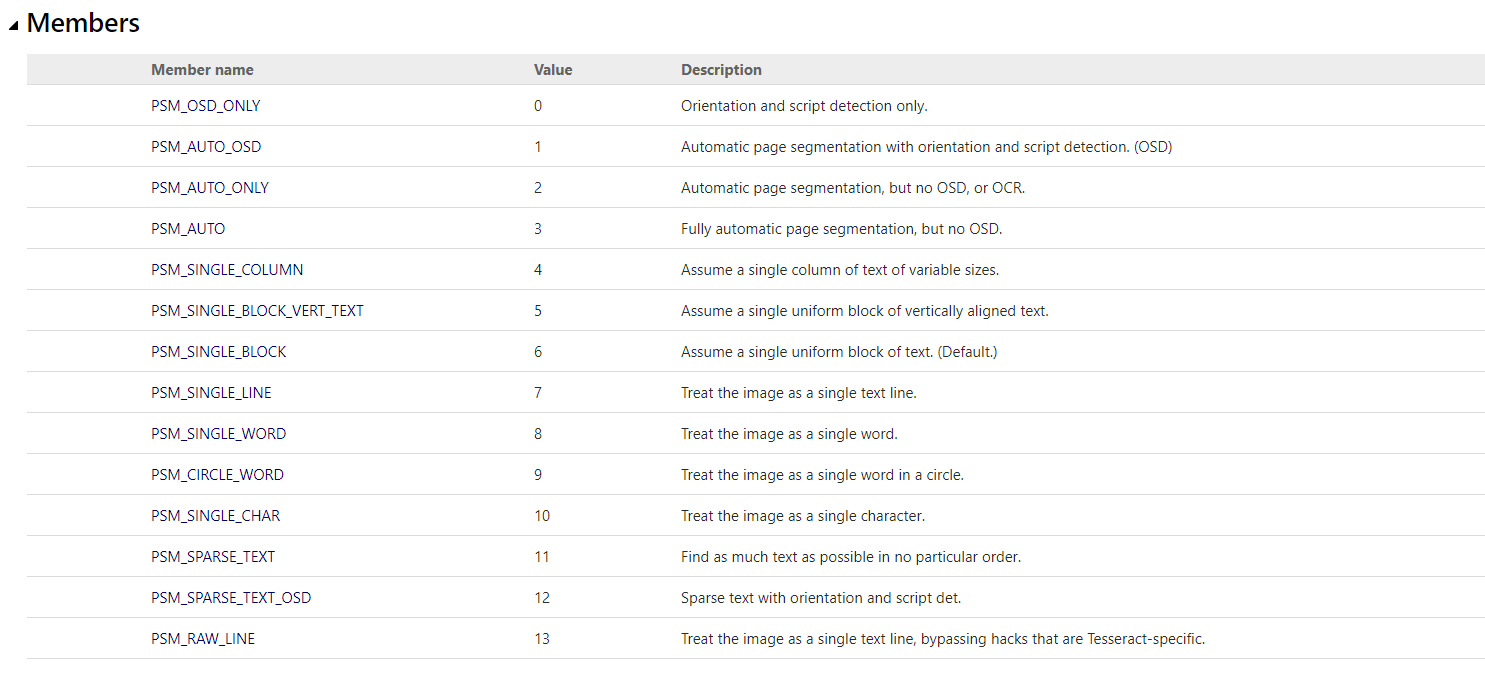 Members
Member name Value Description
PSM_OSD_ONLY 0 Orientation and script detection only.
PSM_AUTO_OSD 1 Automatic page segmentation with orientation and script detection. (OSD)
PSM_AUTO_ONLY 2 Automatic page segmentation, but no OSD, or OCR.
PSM_AUTO 3 Fully automatic page segmentation, but no OSD.
PSM_SINGLE_COLUMN 4 Assume a single column of text of variable sizes.
PSM_SINGLE_BLOCK_VERT_TEXT 5 Assume a single uniform block of vertically aligned text.
PSM_SINGLE_BLOCK 6 Assume a single uniform block of text. (Default.)
PSM_SINGLE_LINE 7 Treat the image as a single text line.
PSM_SINGLE_WORD 8 Treat the image as a single word.
PSM_CIRCLE_WORD 9 Treat the image as a single word in a circle.
PSM_SINGLE_CHAR 10 Treat the image as a single character.
PSM_SPARSE_TEXT 11 Find as much text as possible in no particular order.
PSM_SPARSE_TEXT_OSD 12 Sparse text with orientation and script det.
PSM_RAW_LINE 13 Treat the image as a single text line, bypassing hacks that are Tesseract-specific.